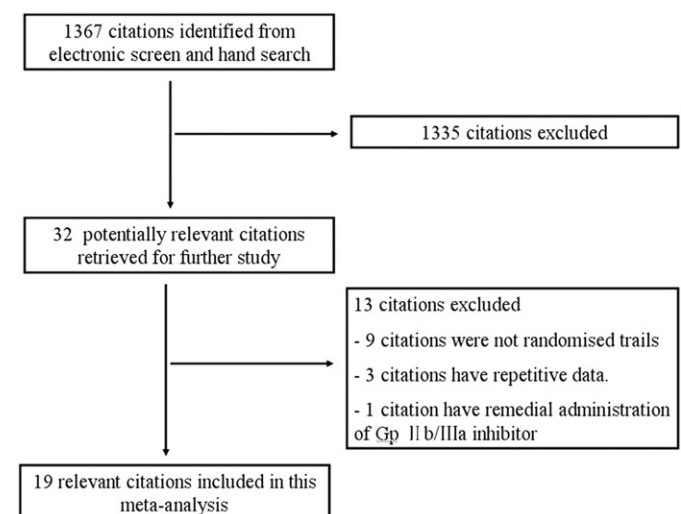 1367 citations identified from
electronic screen and hand search
1335 citations excluded
32 potentially relevant citations
retrieved for further study
13 citations excluded
- 9 citations were not randomised trails
- 3 citations have repetitive data.
- 1 citation have remedial administration
of Gp II b/IIIa inhibitor
19 relevant citations included in this
meta-analysis